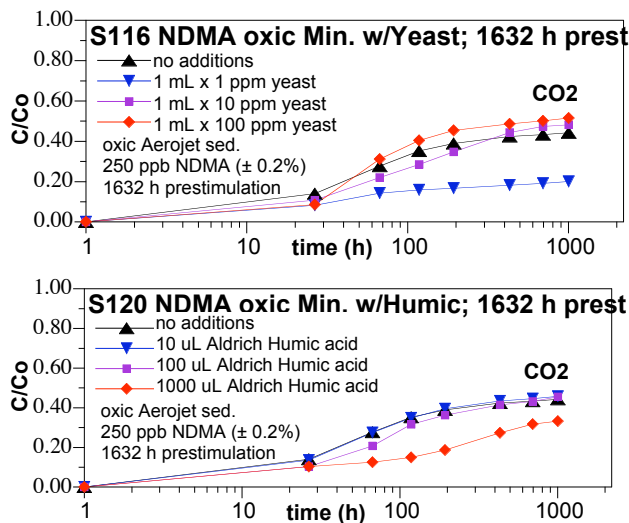 S116 NDMA oxic Min. w/Yeast; 1632 h prest
1.00
0.80
0.60
0.40
0.20
0.00
C/Co
no additions
1 mL x 1 ppm yeast
1 mL x 10 ppm yeast
1 mL x 100 ppm yeast
oxic Aerojet sed.
250 ppb NDMA (± 0.2%)
1632 h prestimulation
CO2
1 10 100 1000
time (h)
S120 NDMA oxic Min. w/Humic; 1632 h prest
1.00
0.80
0.60
0.40
0.20
0.00
C/Co
no additions
10 uL Aldrich Humic acid
100 uL Aldrich Humic acid
1000 uL Aldrich Humic acid
oxic Aerojet sed.
250 ppb NDMA (± 0.2%)
1632 h prestimulation
CO2
1 10 100 1000
time (h)